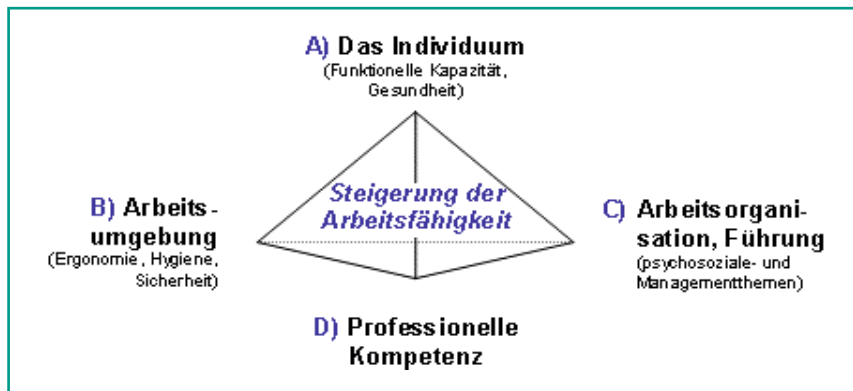 A) Das Individuum
(Funktionelle Kapazität,
Gesundheit)
Steigerung der
Arbeitsfähigkeit
B) Arbeits-
umgebung
(Ergonomie, Hygiene,
Sicherheit)
C) Arbeitsorgani-
sation, Führung
(psychosoziale- und
Managementthemen)
D) Professionelle
Kompetenz